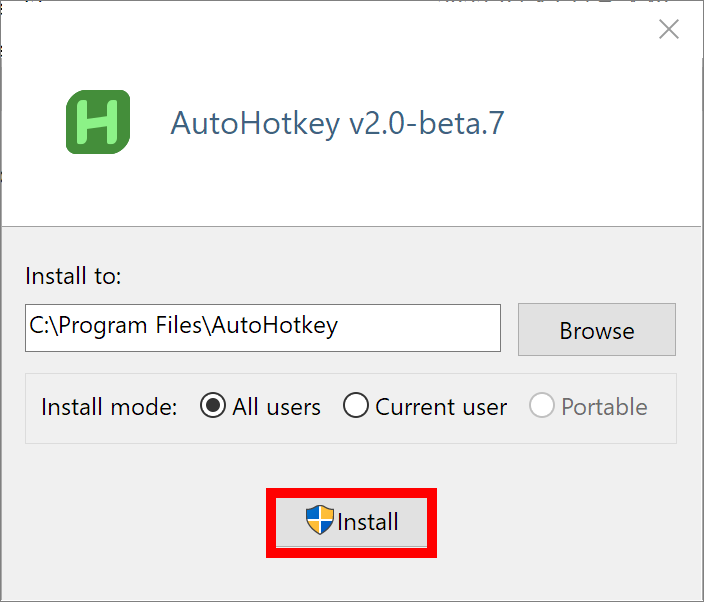 AutoHotkey v2.0-beta.7
Install to:
C:\Program Files\AutoHotkey
Browse
Install mode: All users Current user Portable
Install